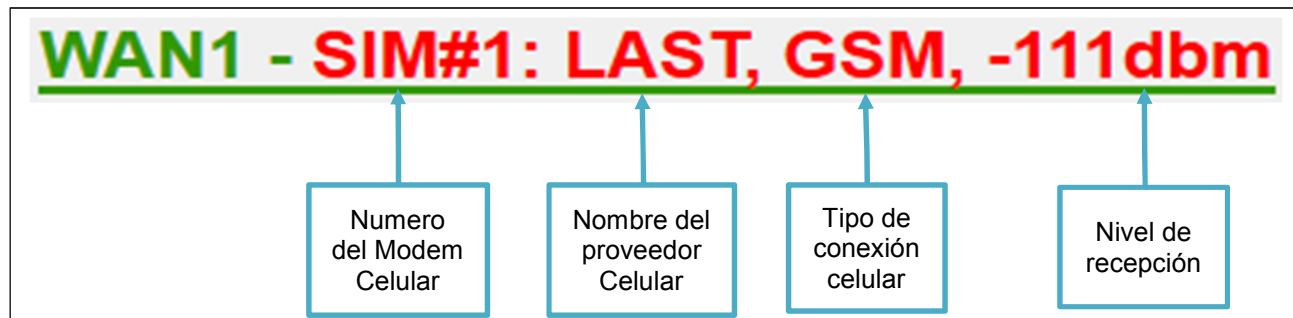 WAN1 - SIM#1: LAST, GSM, -111dbm
Numero
del Modem
Celular
Nombre del
proveedor
Celular
Tipo de
conexión
celular
Nivel de
recepción